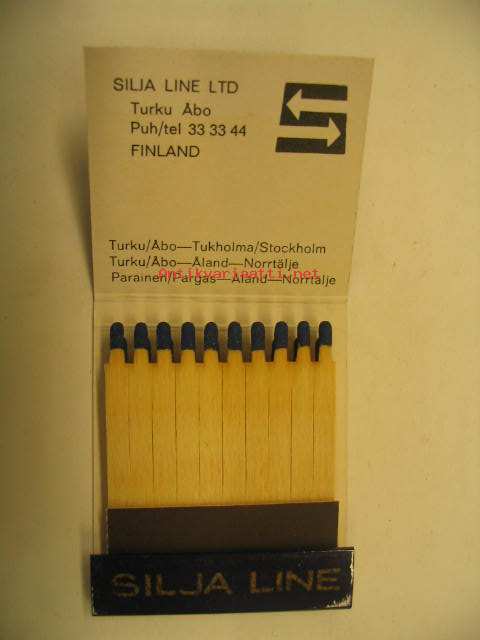 SILJA LINE LTD
Turku Åbo
Puh/tel 33 33 44
FINLAND
Turku/Åbo—Tukholma/Stockholm
Turku/Åbo—Åland—Norrtälje
Antikvariaatti.net
Parainen/Pargas—Åland—Norrtälje
SILJA LINE